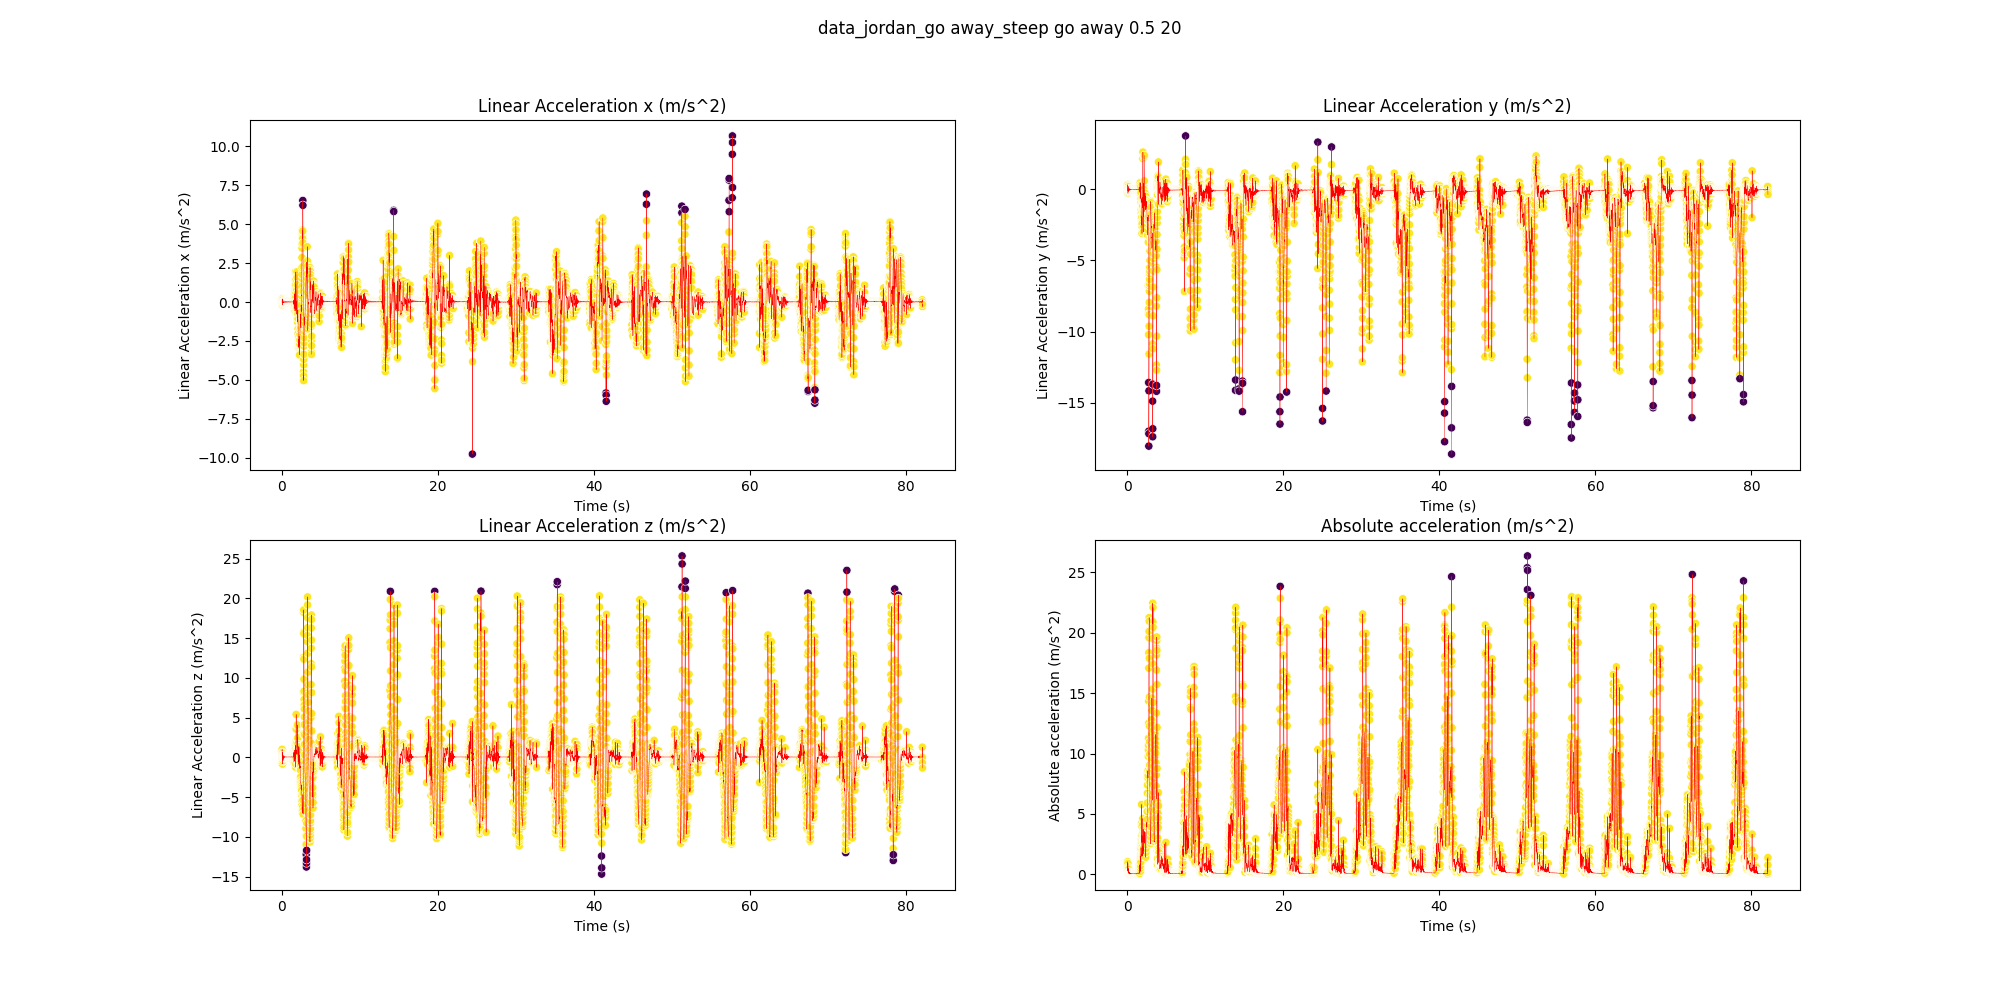 data_jordan_go away_steep go away 0.5 20
Linear Acceleration x (m/s^2)
Linear Acceleration x (m/s^2)
10.0
7.5
5.0
2.5
0.0
−2.5
−5.0
−7.5
−10.0
0 20 40 60 80
Time (s)
Linear Acceleration y (m/s^2)
Linear Acceleration y (m/s^2)
0
−5
−10
−15
0 20 40 60 80
Time (s)
Linear Acceleration z (m/s^2)
Linear Acceleration z (m/s^2)
25
20
15
10
5
0
−5
−10
−15
0 20 40 60 80
Time (s)
Absolute acceleration (m/s^2)
Absolute acceleration (m/s^2)
25
20
15
10
5
0
0 20 40 60 80
Time (s)